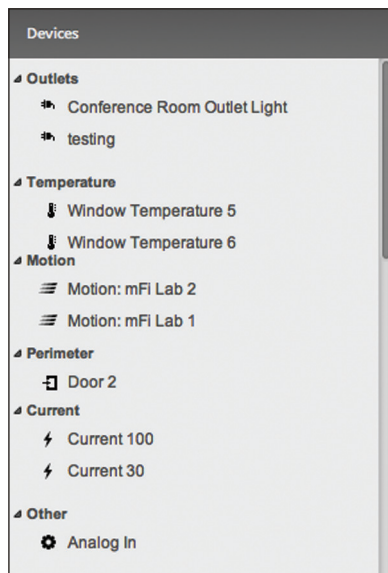 Devices
Outlets
Conference Room Outlet Light
testing
Temperature
Window Temperature 5
Window Temperature 6
Motion
Motion: mFi Lab 2
Motion: mFi Lab 1
Perimeter
Door 2
Current
Current 100
Current 30
Other
Analog In